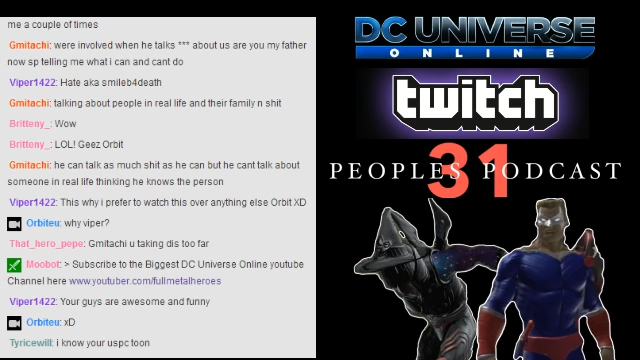 me a couple of times
Gmitachi: were involved when he talks *** about us are you my father
now sp telling me what i can and cant do
Viper1422: Hate aka smileb4death
Gmitachi: talking about people in real life and their family n shit
Britteny_: Wow
Britteny_: LOL! Geez Orbit
Gmitachi: he can talk as much shit as he can but he cant talk about
someone in real life thinking he knows the person
Viper1422: This why i prefer to watch this over anything else Orbit XD
Orbiteu: why viper?
That_hero_pepe: Gmitachi u taking dis too far
Moobot: > Subscribe to the Biggest DC Universe Online youtube
Channel here www.youtuber.com/fullmetalheroes
Viper1422: Your guys are awesome and funny
Orbiteu: xD
Tyricewill: i know your uspc toon
DC UNIVERSE
ONLINE
twitch
31
PEOPLES PODCAST